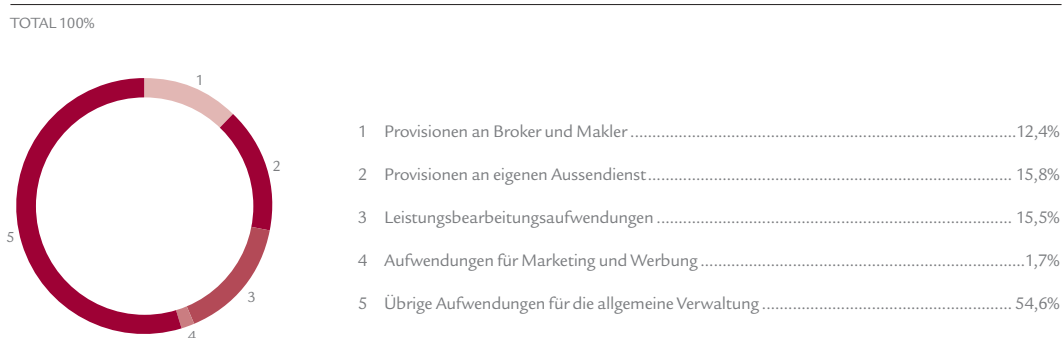 TOTAL 100%
1
2
3
4
5
1 Provisionen an Broker und Makler 12,4%
2 Provisionen an eigenen Aussendienst 15,8%
3 Leistungsbearbeitungsaufwendungen 15,5%
4 Aufwendungen für Marketing und Werbung 1,7%
5 Übrige Aufwendungen für die allgemeine Verwaltung 54,6%